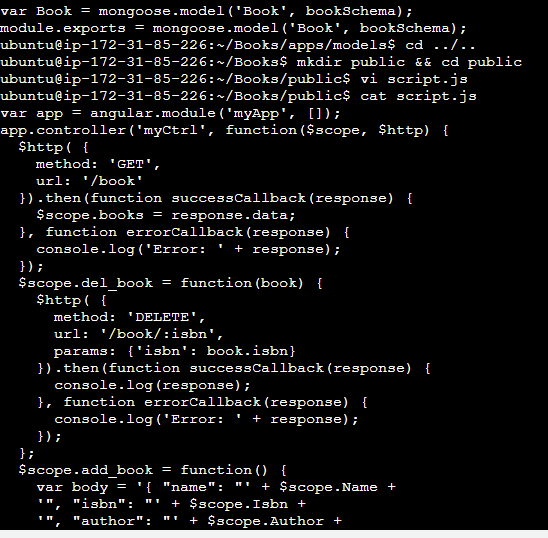 var Book = mongoose.model('Book', bookSchema);
module.exports = mongoose.model('Book', bookSchema);
ubuntu@ip-172-31-85-226:~/Books/apps/models$ cd ../..
ubuntu@ip-172-31-85-226:~/Books$ mkdir public && cd public
ubuntu@ip-172-31-85-226:~/Books/public$ vi script.js
ubuntu@ip-172-31-85-226:~/Books/public$ cat script.js
var app = angular.module('myApp', []);
app.controller('myCtrl', function($scope, $http) {
  $http( {
    method: 'GET',
    url: '/book'
  }).then(function successCallback(response) {
    $scope.books = response.data;
  }, function errorCallback(response) {
    console.log('Error: ' + response);
  });
  $scope.del_book = function(book) {
    $http( {
      method: 'DELETE',
      url: '/book/:isbn',
      params: {'isbn': book.isbn}
    }).then(function successCallback(response) {
      console.log(response);
    }, function errorCallback(response) {
      console.log('Error: ' + response);
    });
  };
  $scope.add_book = function() {
    var body = '{ "name": "' + $scope.Name +
    '", "isbn": "' + $scope.Isbn +
    '", "author": "' + $scope.Author +